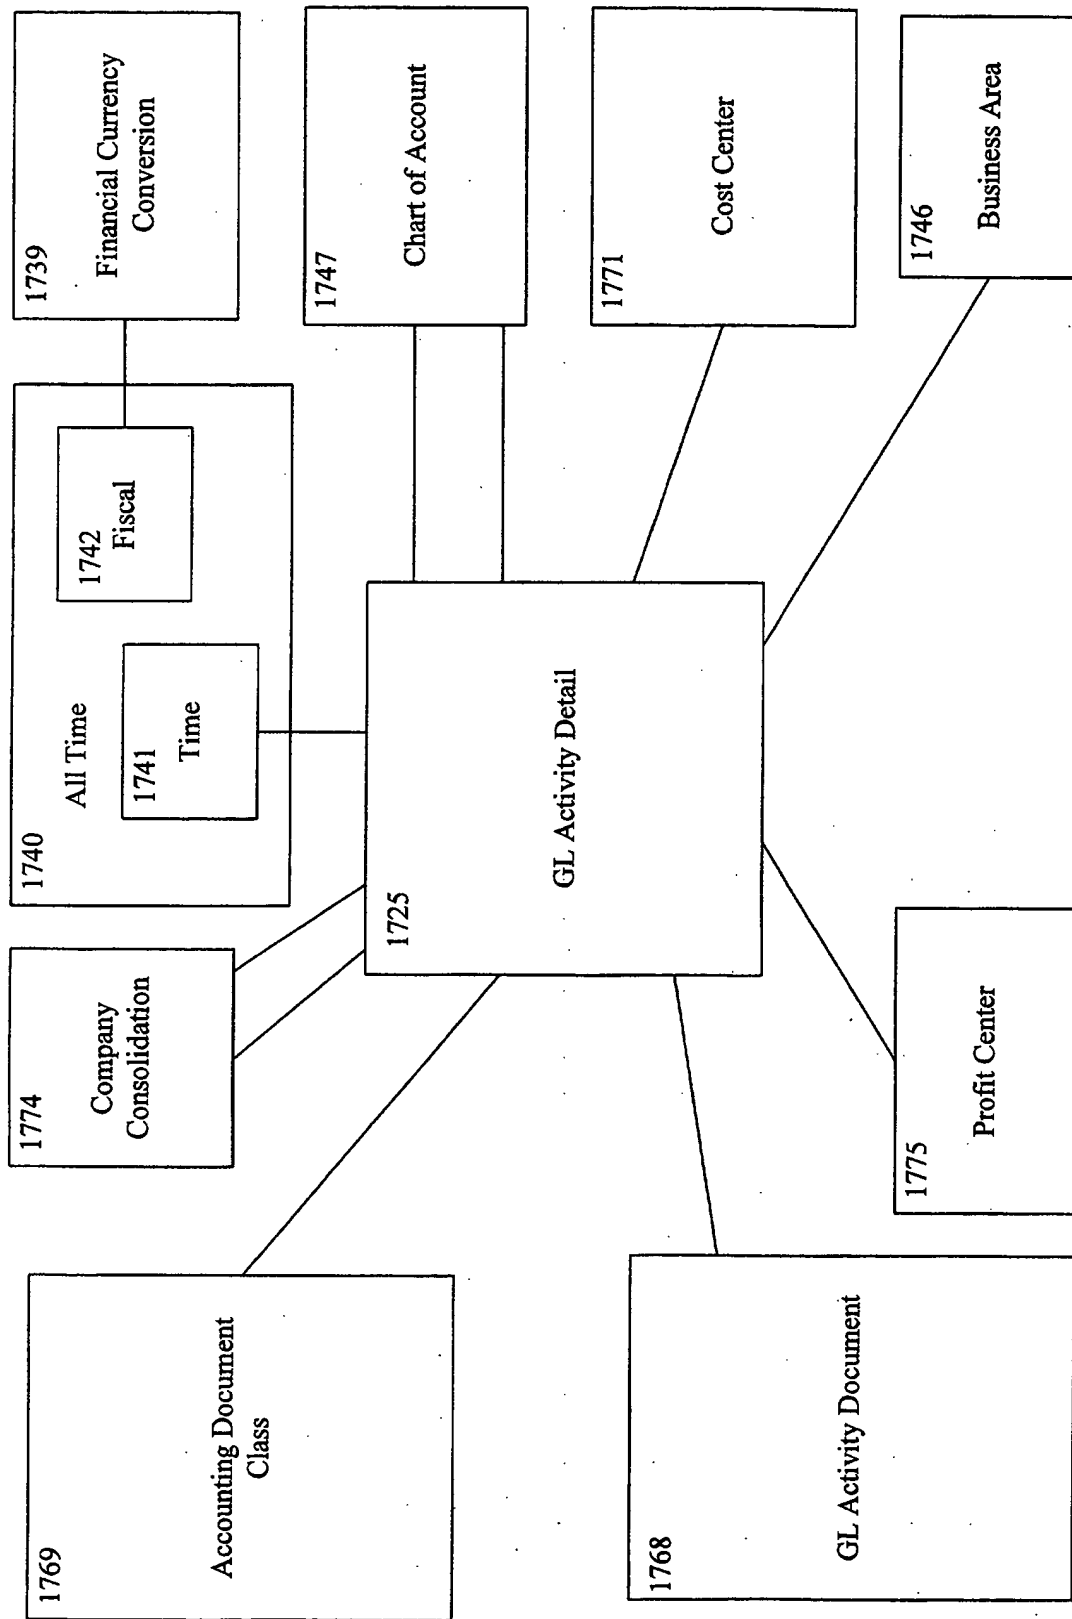 1769
Accounting Document
Class
1774
Company
Consolidation
1740
All Time
1741
Time
1742
Fiscal
1739
Financial Currency
Conversion
1725
GL Activity Detail
1747
Chart of Account
1771
Cost Center
1768
GL Activity Document
1775
Profit Center
1746
Business Area